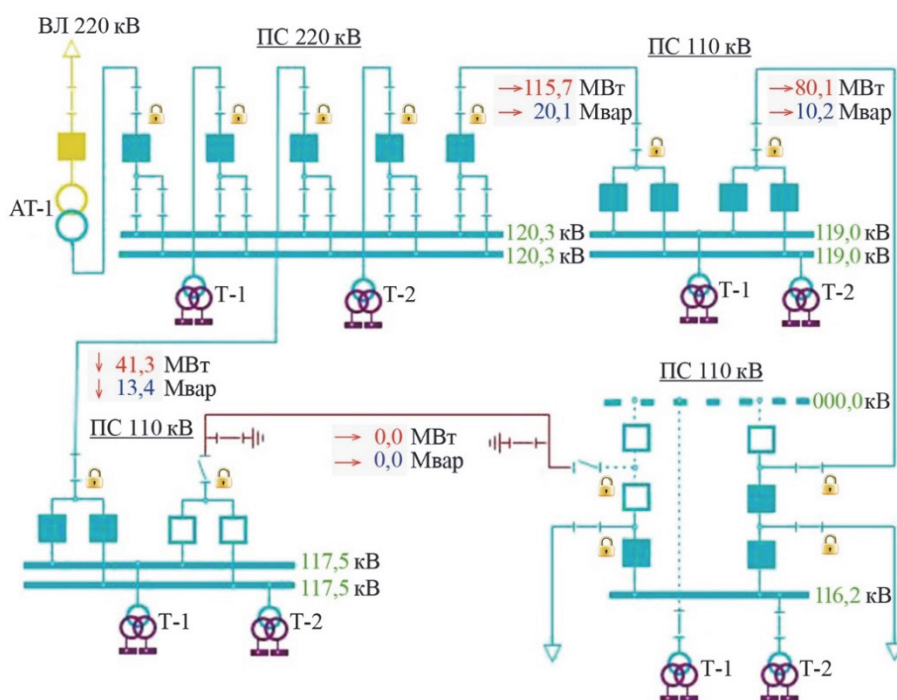 ВЛ 220 кВ
ПС 220 кВ
ПС 110 кВ
115,7 МВт
20,1 Мвар
80,1 МВт
10,2 Мвар
АТ-1
120,3 кВ
120,3 кВ
119,0 кВ
119,0 кВ
Т-1
Т-2
Т-1
Т-2
41,3 МВт
13,4 Мвар
ПС 110 кВ
000,0 кВ
ПС 110 кВ
0,0 МВт
0,0 Мвар
117,5 кВ
117,5 кВ
116,2 кВ
Т-1
Т-2
Т-1
Т-2